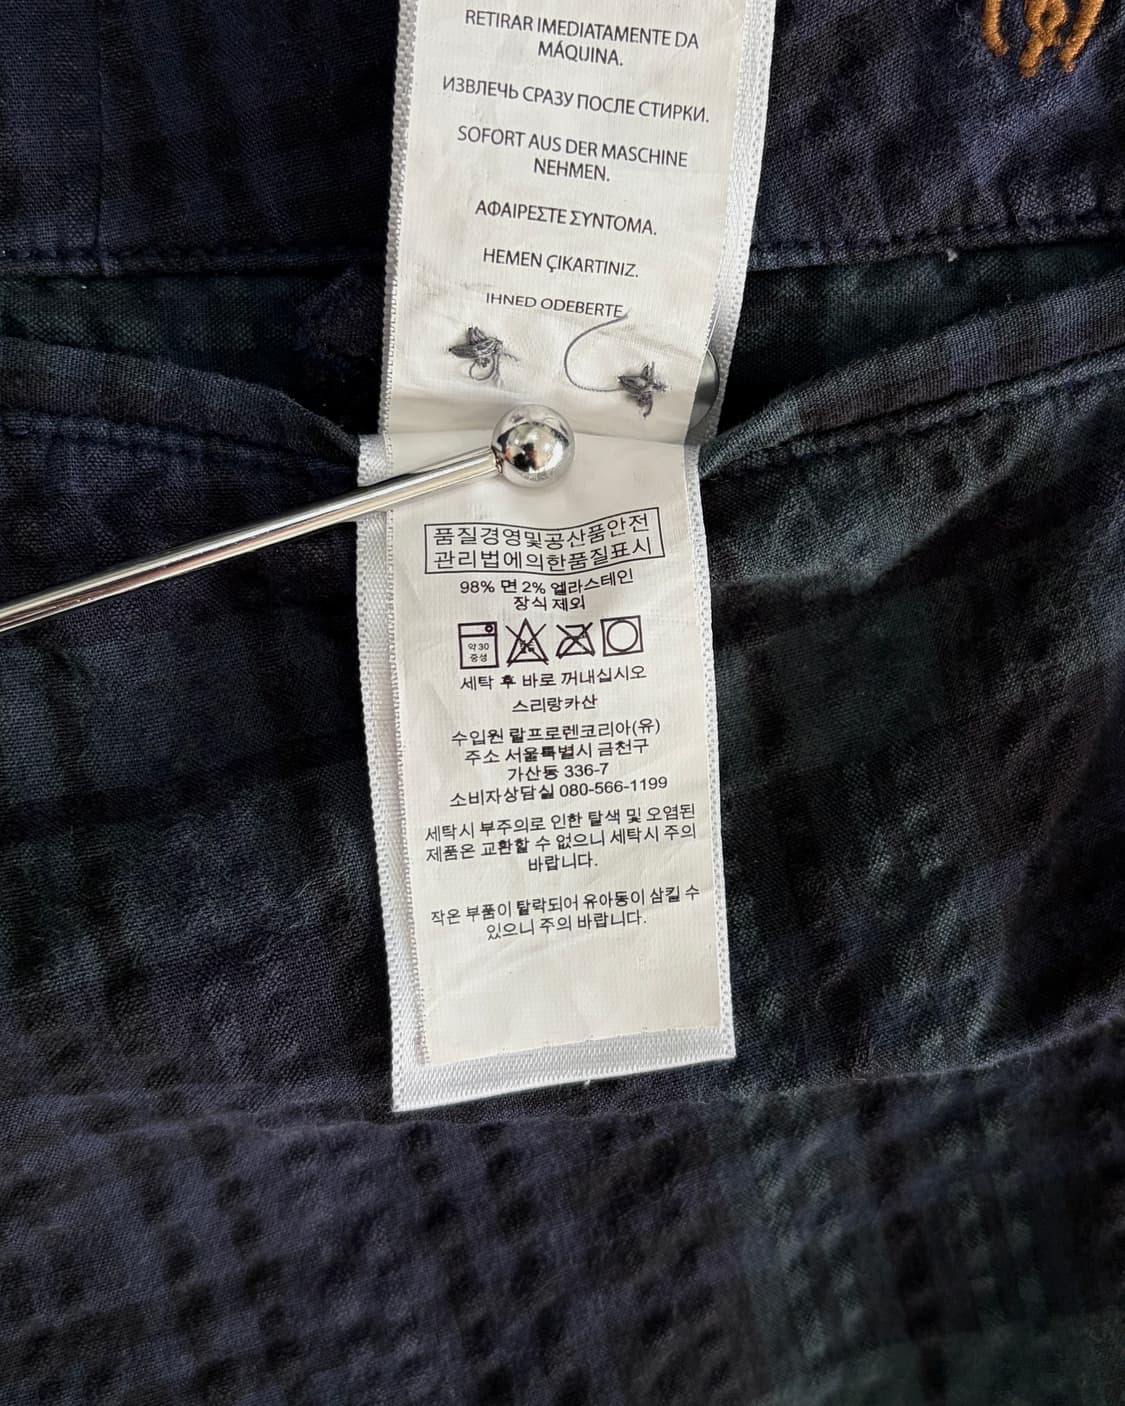 RETIRAR IMEDIATAMENTE DA
MÁQUINA.
ИЗВЛЕЧЬ СРАЗУ ПОСЛЕ СТИРКИ.
SOFORT AUS DER MASCHINE
NEHMEN.
ΑΦΑΙΡΕΣΤΕ ΣΥΝΤΟΜΑ.
HEMEN ÇIKARTINIZ.
IHNED ODEBERTE
품질경영및공산품안전
관리법에의한품질표시
98% 면 2% 엘라스테인
장식 제외
약 30
중성
세탁 후 바로 꺼내십시오
스리랑카산
수입원 랄프로렌코리아(유)
주소 서울특별시 금천구
가산동 336-7
소비자상담실 080-566-1199
세탁시 부주의로 인한 탈색 및 오염된
제품은 교환할 수 없으니 세탁시 주의
바랍니다.
작은 부품이 탈락되어 유아동이 삼킬 수
있으니 주의 바랍니다.